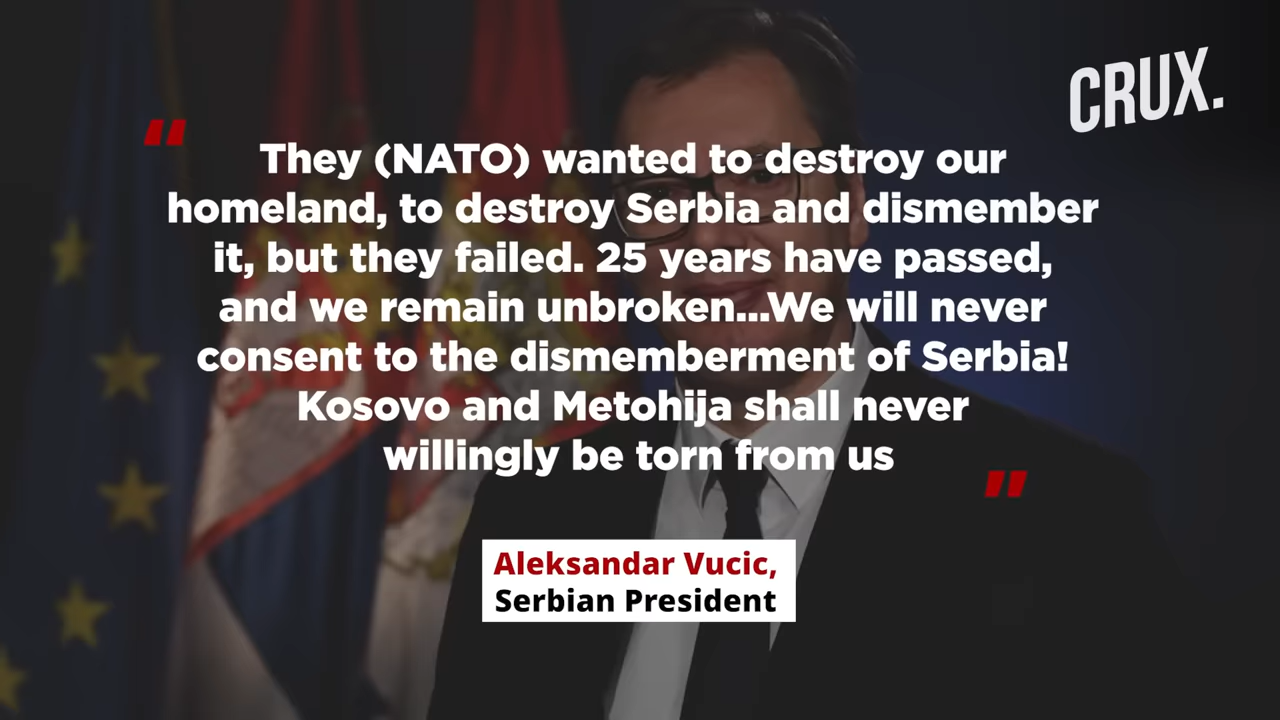 CRUX.
"
They (NATO) wanted to destroy our
homeland, to destroy Serbia and dismember
it, but they failed. 25 years have passed,
and we remain unbroken...We will never
consent to the dismemberment of Serbia!
Kosovo and Metohija shall never
willingly be torn from us
"
Aleksandar Vucic,
Serbian President